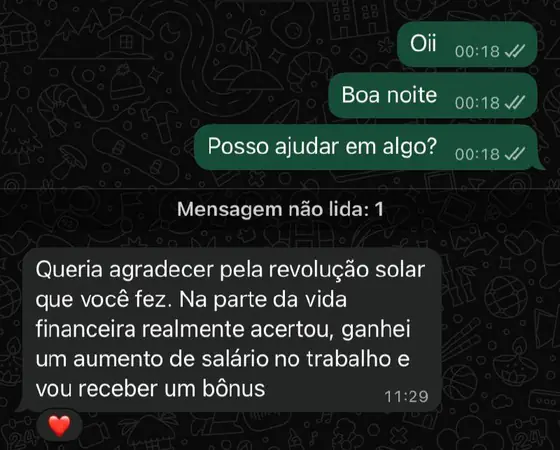 Oii 00:18
Boa noite 00:18
Posso ajudar em algo? 00:18
Mensagem não lida: 1
Queria agradecer pela revolução solar
que você fez. Na parte da vida
financeira realmente acertou, ganhei
um aumento de salário no trabalho e
vou receber um bônus 11:29